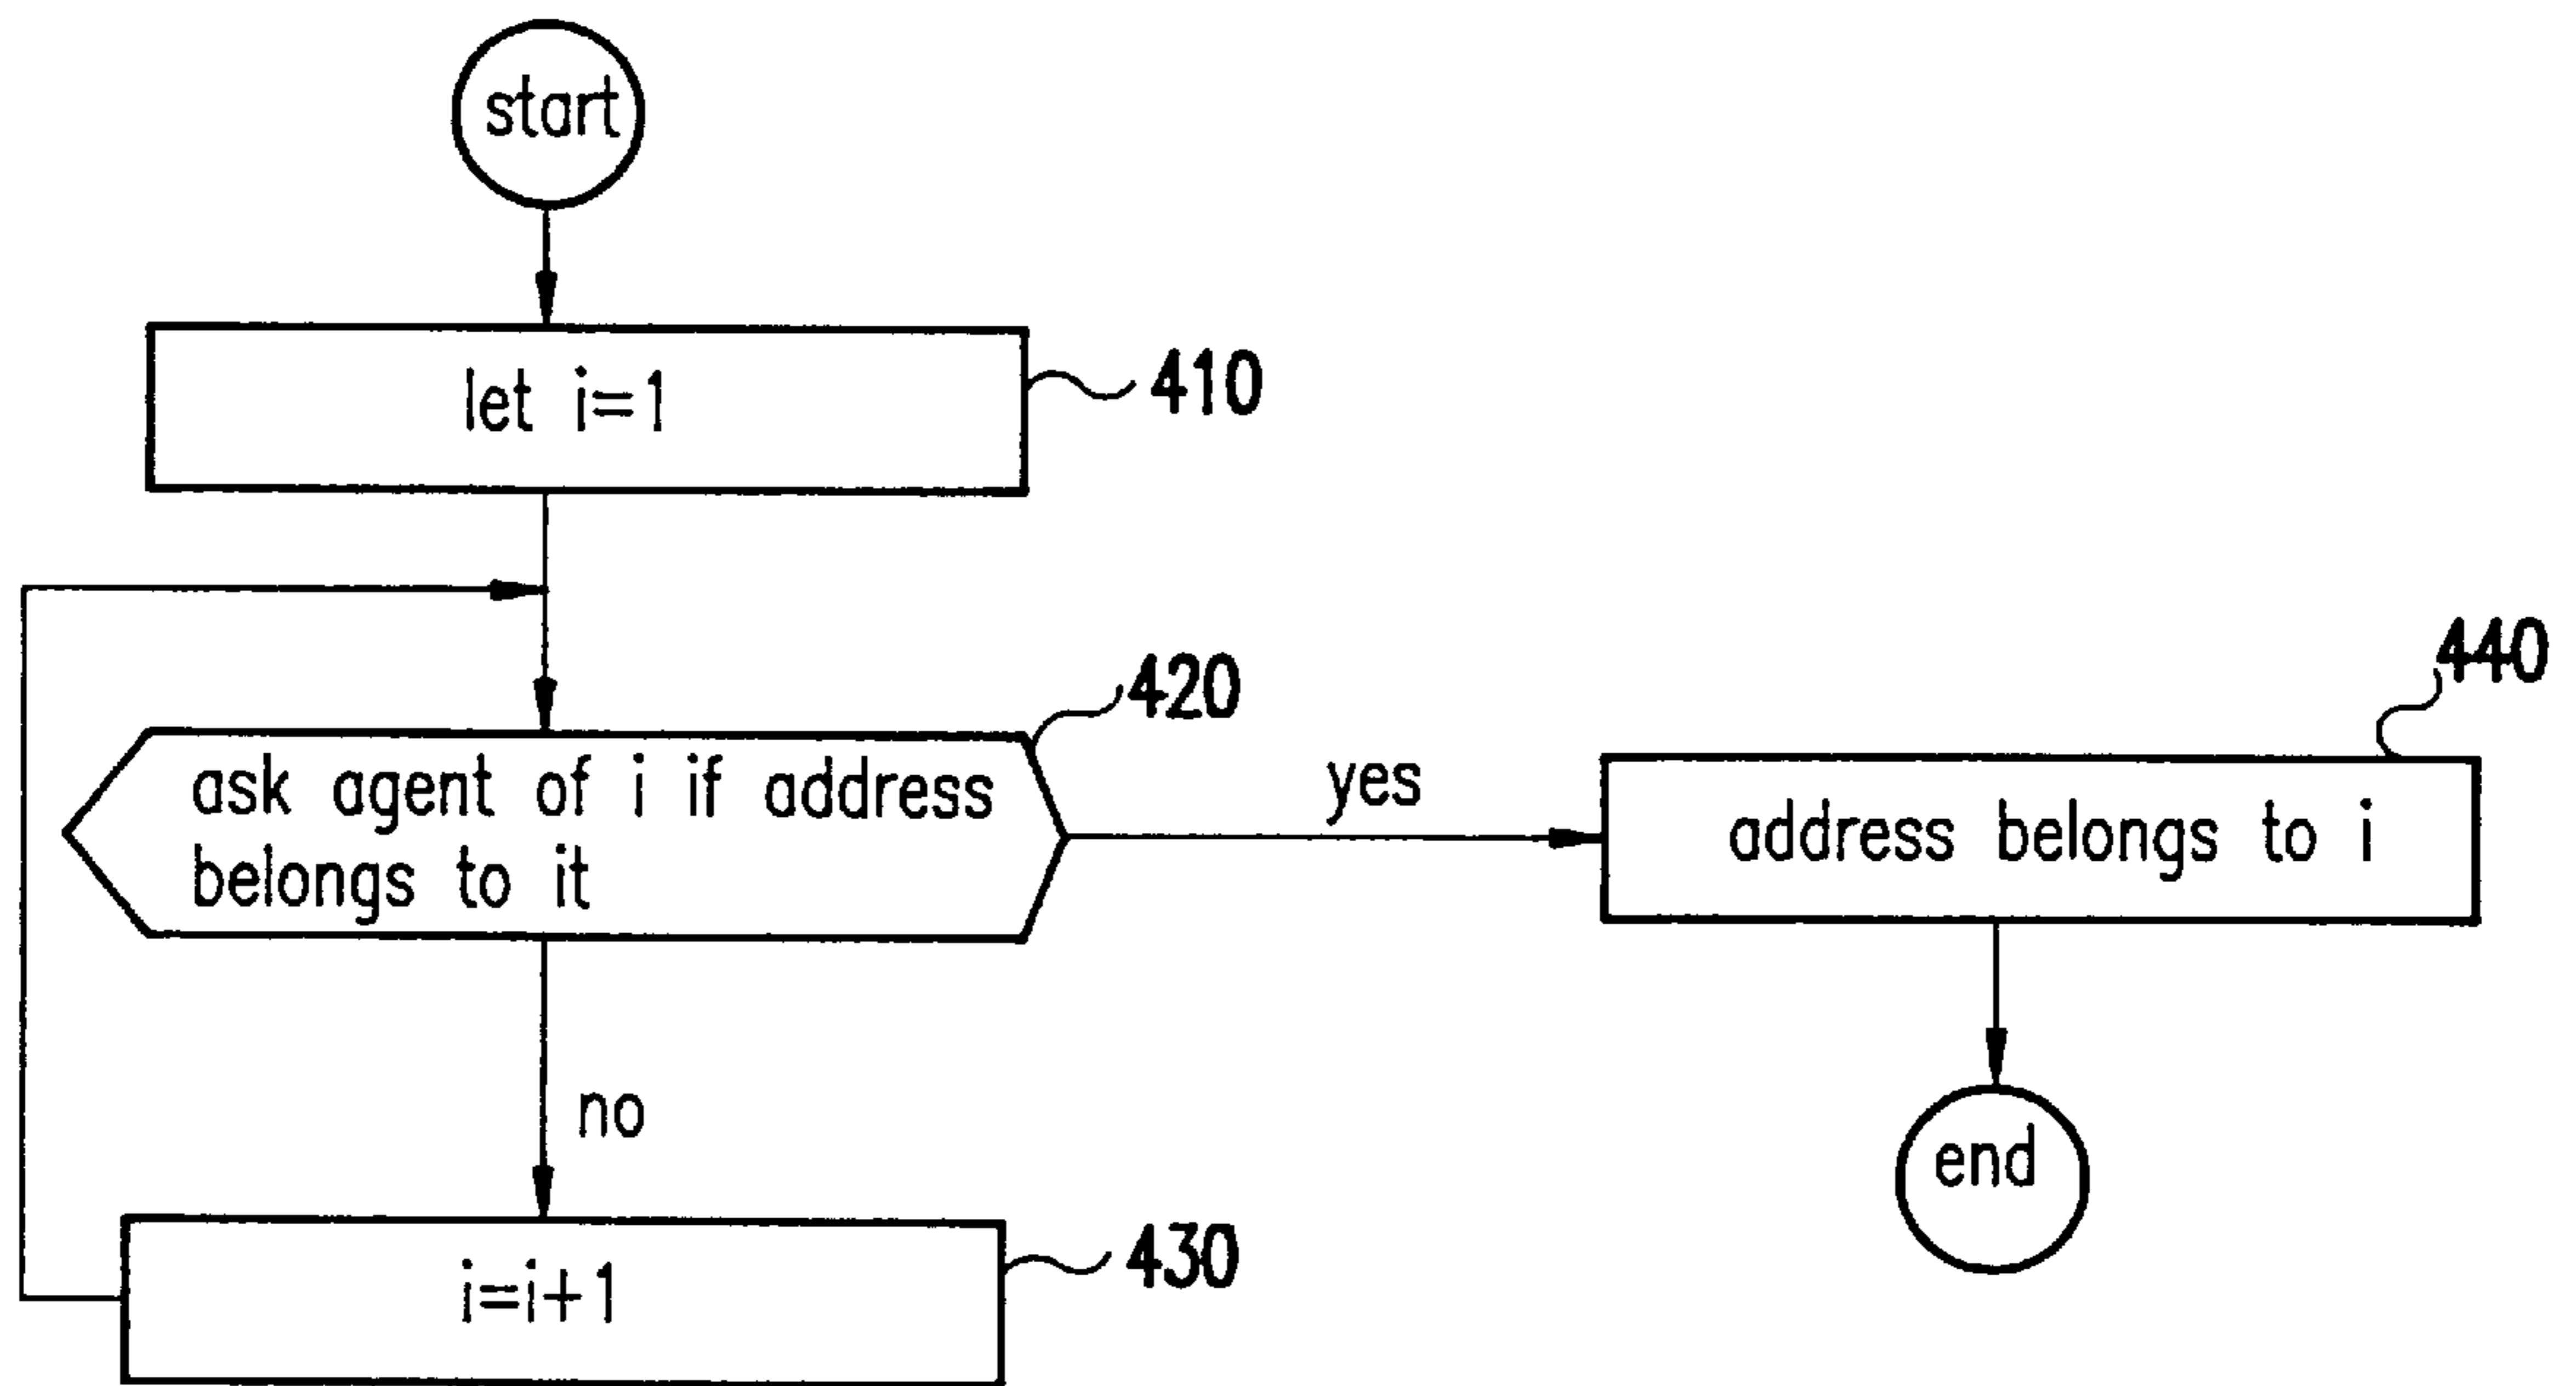 start
let i=1
410
420
ask agent of i if address
belongs to it
yes
440
address belongs to i
no
end
i=i+1
430